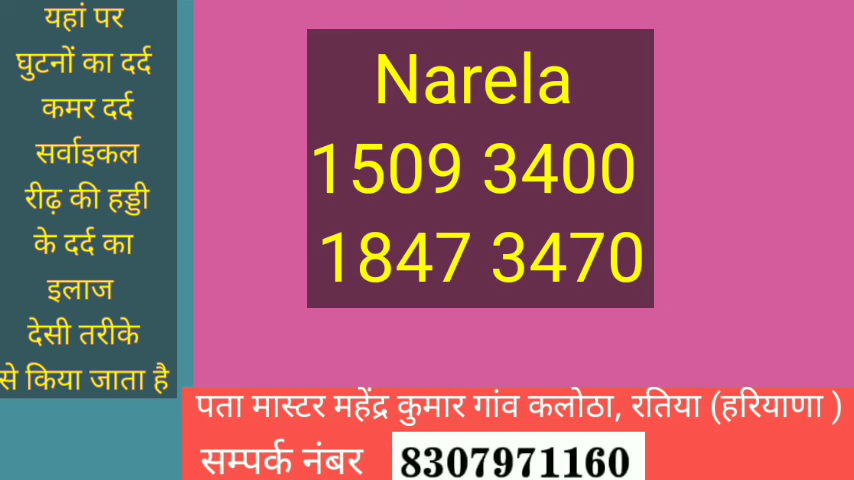 यहां पर
घुटनों का दर्द
कमर दर्द
सर्वाइकल
रीढ़ की हड्डी
के दर्द का
इलाज
देसी तरीके
से किया जाता है
Narela
1509 3400
1847 3470
पता मास्टर महेंद्र कुमार गांव कलोठा, रतिया (हरियाणा )
सम्पर्क नंबर 8307971160